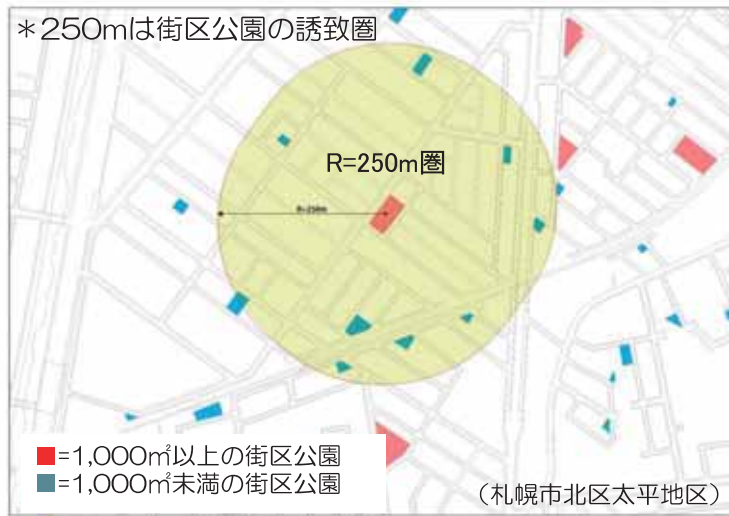 *250mは街区公園の誘致圏
R=250m圏
R=250m
■=1,000㎡以上の街区公園
■=1,000㎡未満の街区公園
(札幌市北区太平地区)